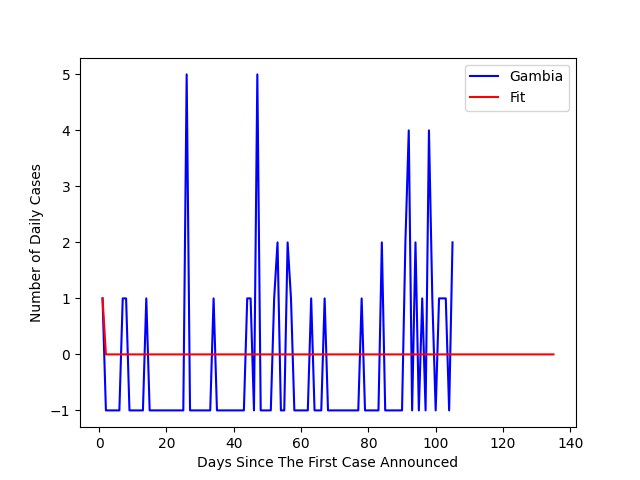 Gambia
Fit
5
4
3
2
1
0
−1
Number of Daily Cases
0 20 40 60 80 100 120 140
Days Since The First Case Announced